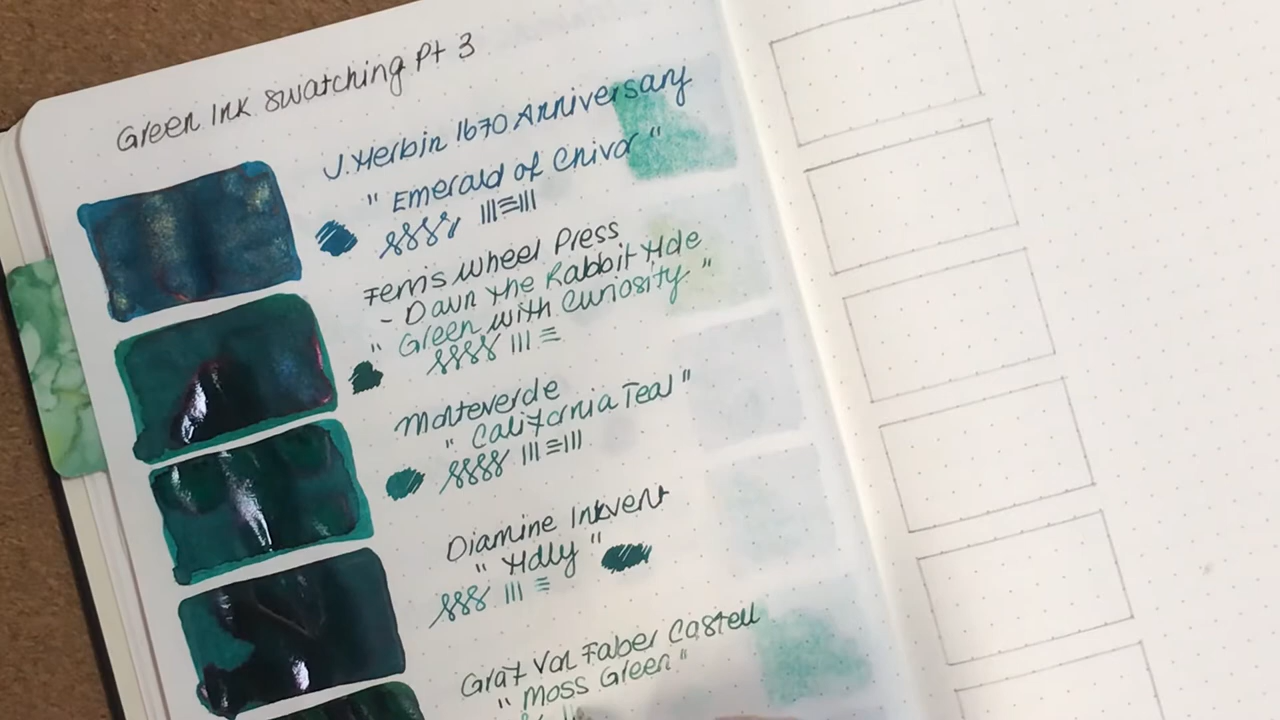 Green Ink Swatching Pt 3
J. Herbin 1670 Anniversary
"Emerald of Chivor"
Ferris Wheel Press
- Down the Rabbit Hole
"Green with Curiosity"
Monteverde
"California Teal"
Diamine Inkvent
"Holly"
Graf Von Faber Castell
"Moss Green"